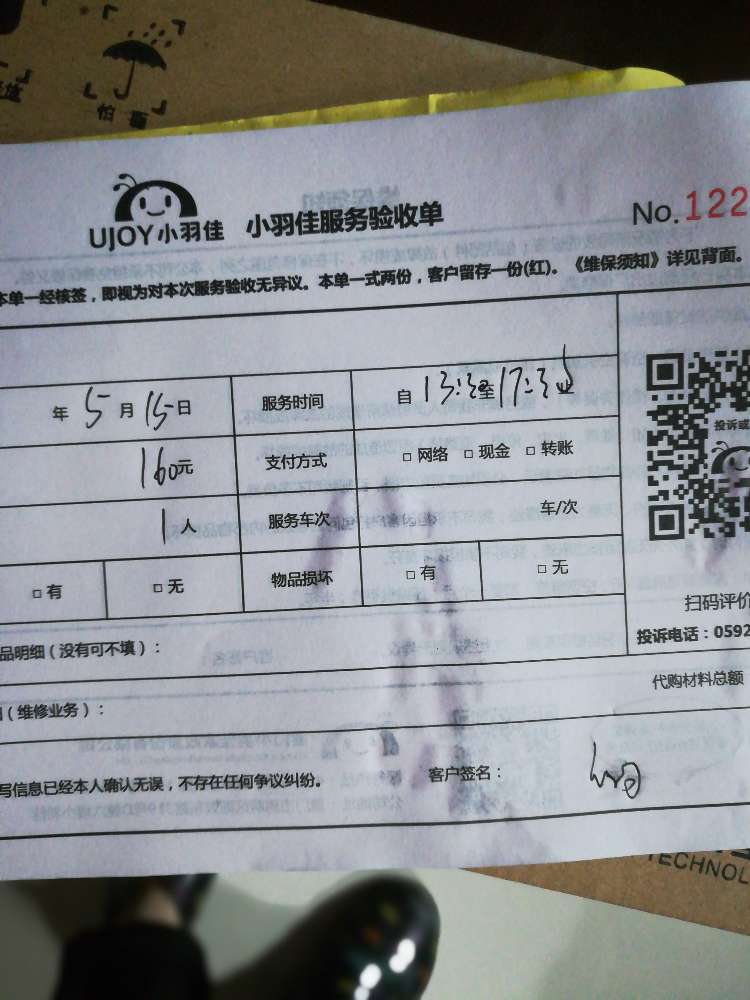 怕 雨
UJOY小羽佳 小羽佳服务验收单 No.122
本单一经核签，即视为对本次服务验收无异议。本单一式两份，客户留存一份(红)。《维保须知》详见背面。
年 5 月 15 日 服务时间 自 13:30 至 17:30
投诉或
160元 支付方式 □ 网络 □ 现金 □ 转账
1 人 服务车次 车/次
□ 有 □ 无 物品损坏 □ 有 □ 无
扫码评价
投诉电话：0592
品明细（没有可不填）：
代购材料总额
（维修业务）：
写信息已经本人确认无误，不存在任何争议纠纷。 客户签名：
TECHNOL